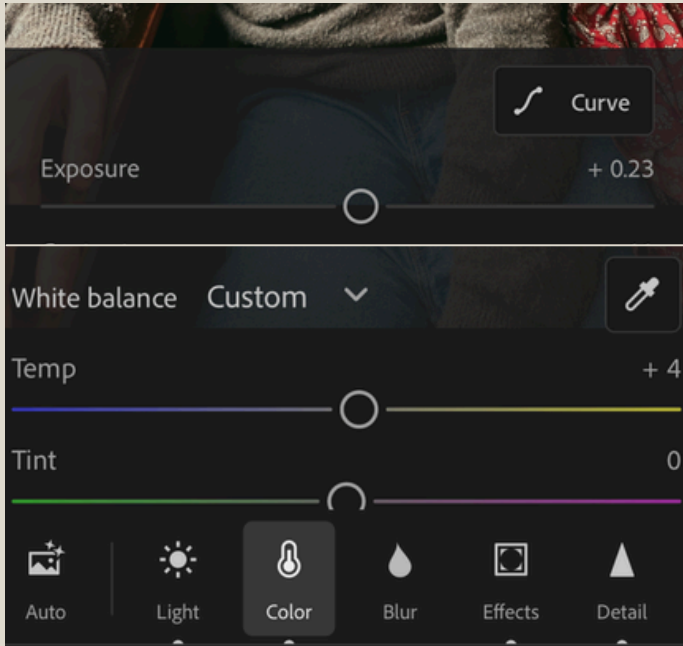 Curve
Exposure + 0.23
White balance Custom
Temp + 4
Tint 0
Auto Light Color Blur Effects Detail